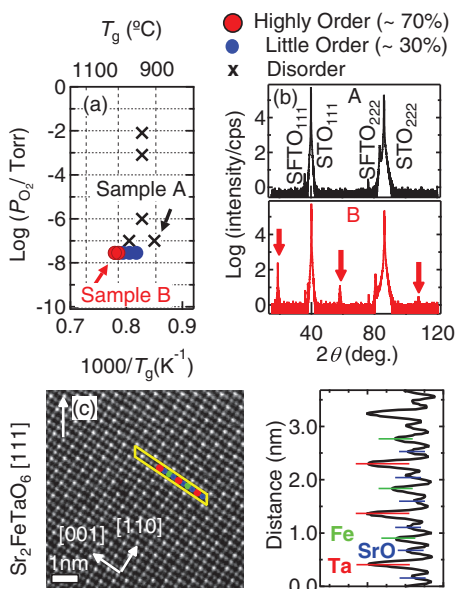 T_g (ºC)
1100 900
Highly Order (~ 70%)
Little Order (~ 30%)
x Disorder
Log (P_O2/ Torr)
0
-2
-4
-6
-8
-10
(a)
Sample A
Sample B
0.7 0.8 0.9
1000/T_g(K^-1)
Log (intensity/cps)
(b) A
SFTO_111
STO_111
SFTO_222
STO_222
4
2
0
B
4
2
0
40 80 120
2θ (deg.)
Sr_2FeTaO_6 [111]
(c)
[001]
[110]
1nm
Distance (nm)
3.0
2.0
1.0
0.0
Fe
SrO
Ta